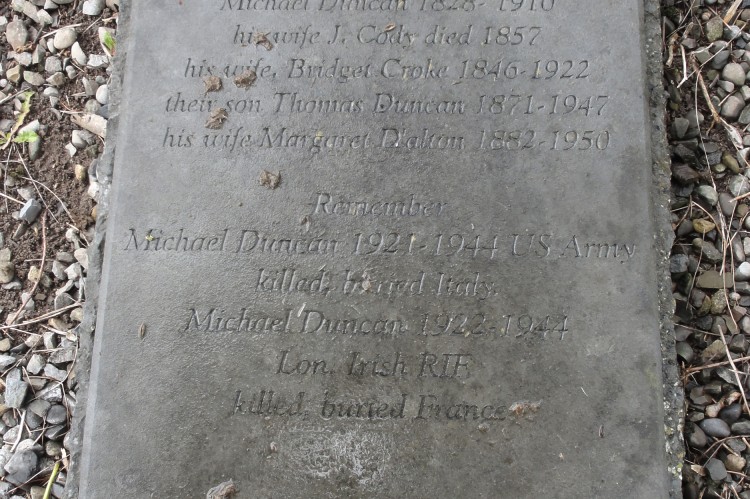 Michael Duncan 1828-1910
his wife J. Cody died 1857
his wife, Bridget Croke 1846-1922
their son Thomas Duncan 1871-1947
his wife Margaret Dalton 1882-1950
Remember
Michael Duncan 1921-1944 US Army
killed, buried Italy.
Michael Duncan 1922-1944
Lon. Irish RIF
killed, buried France